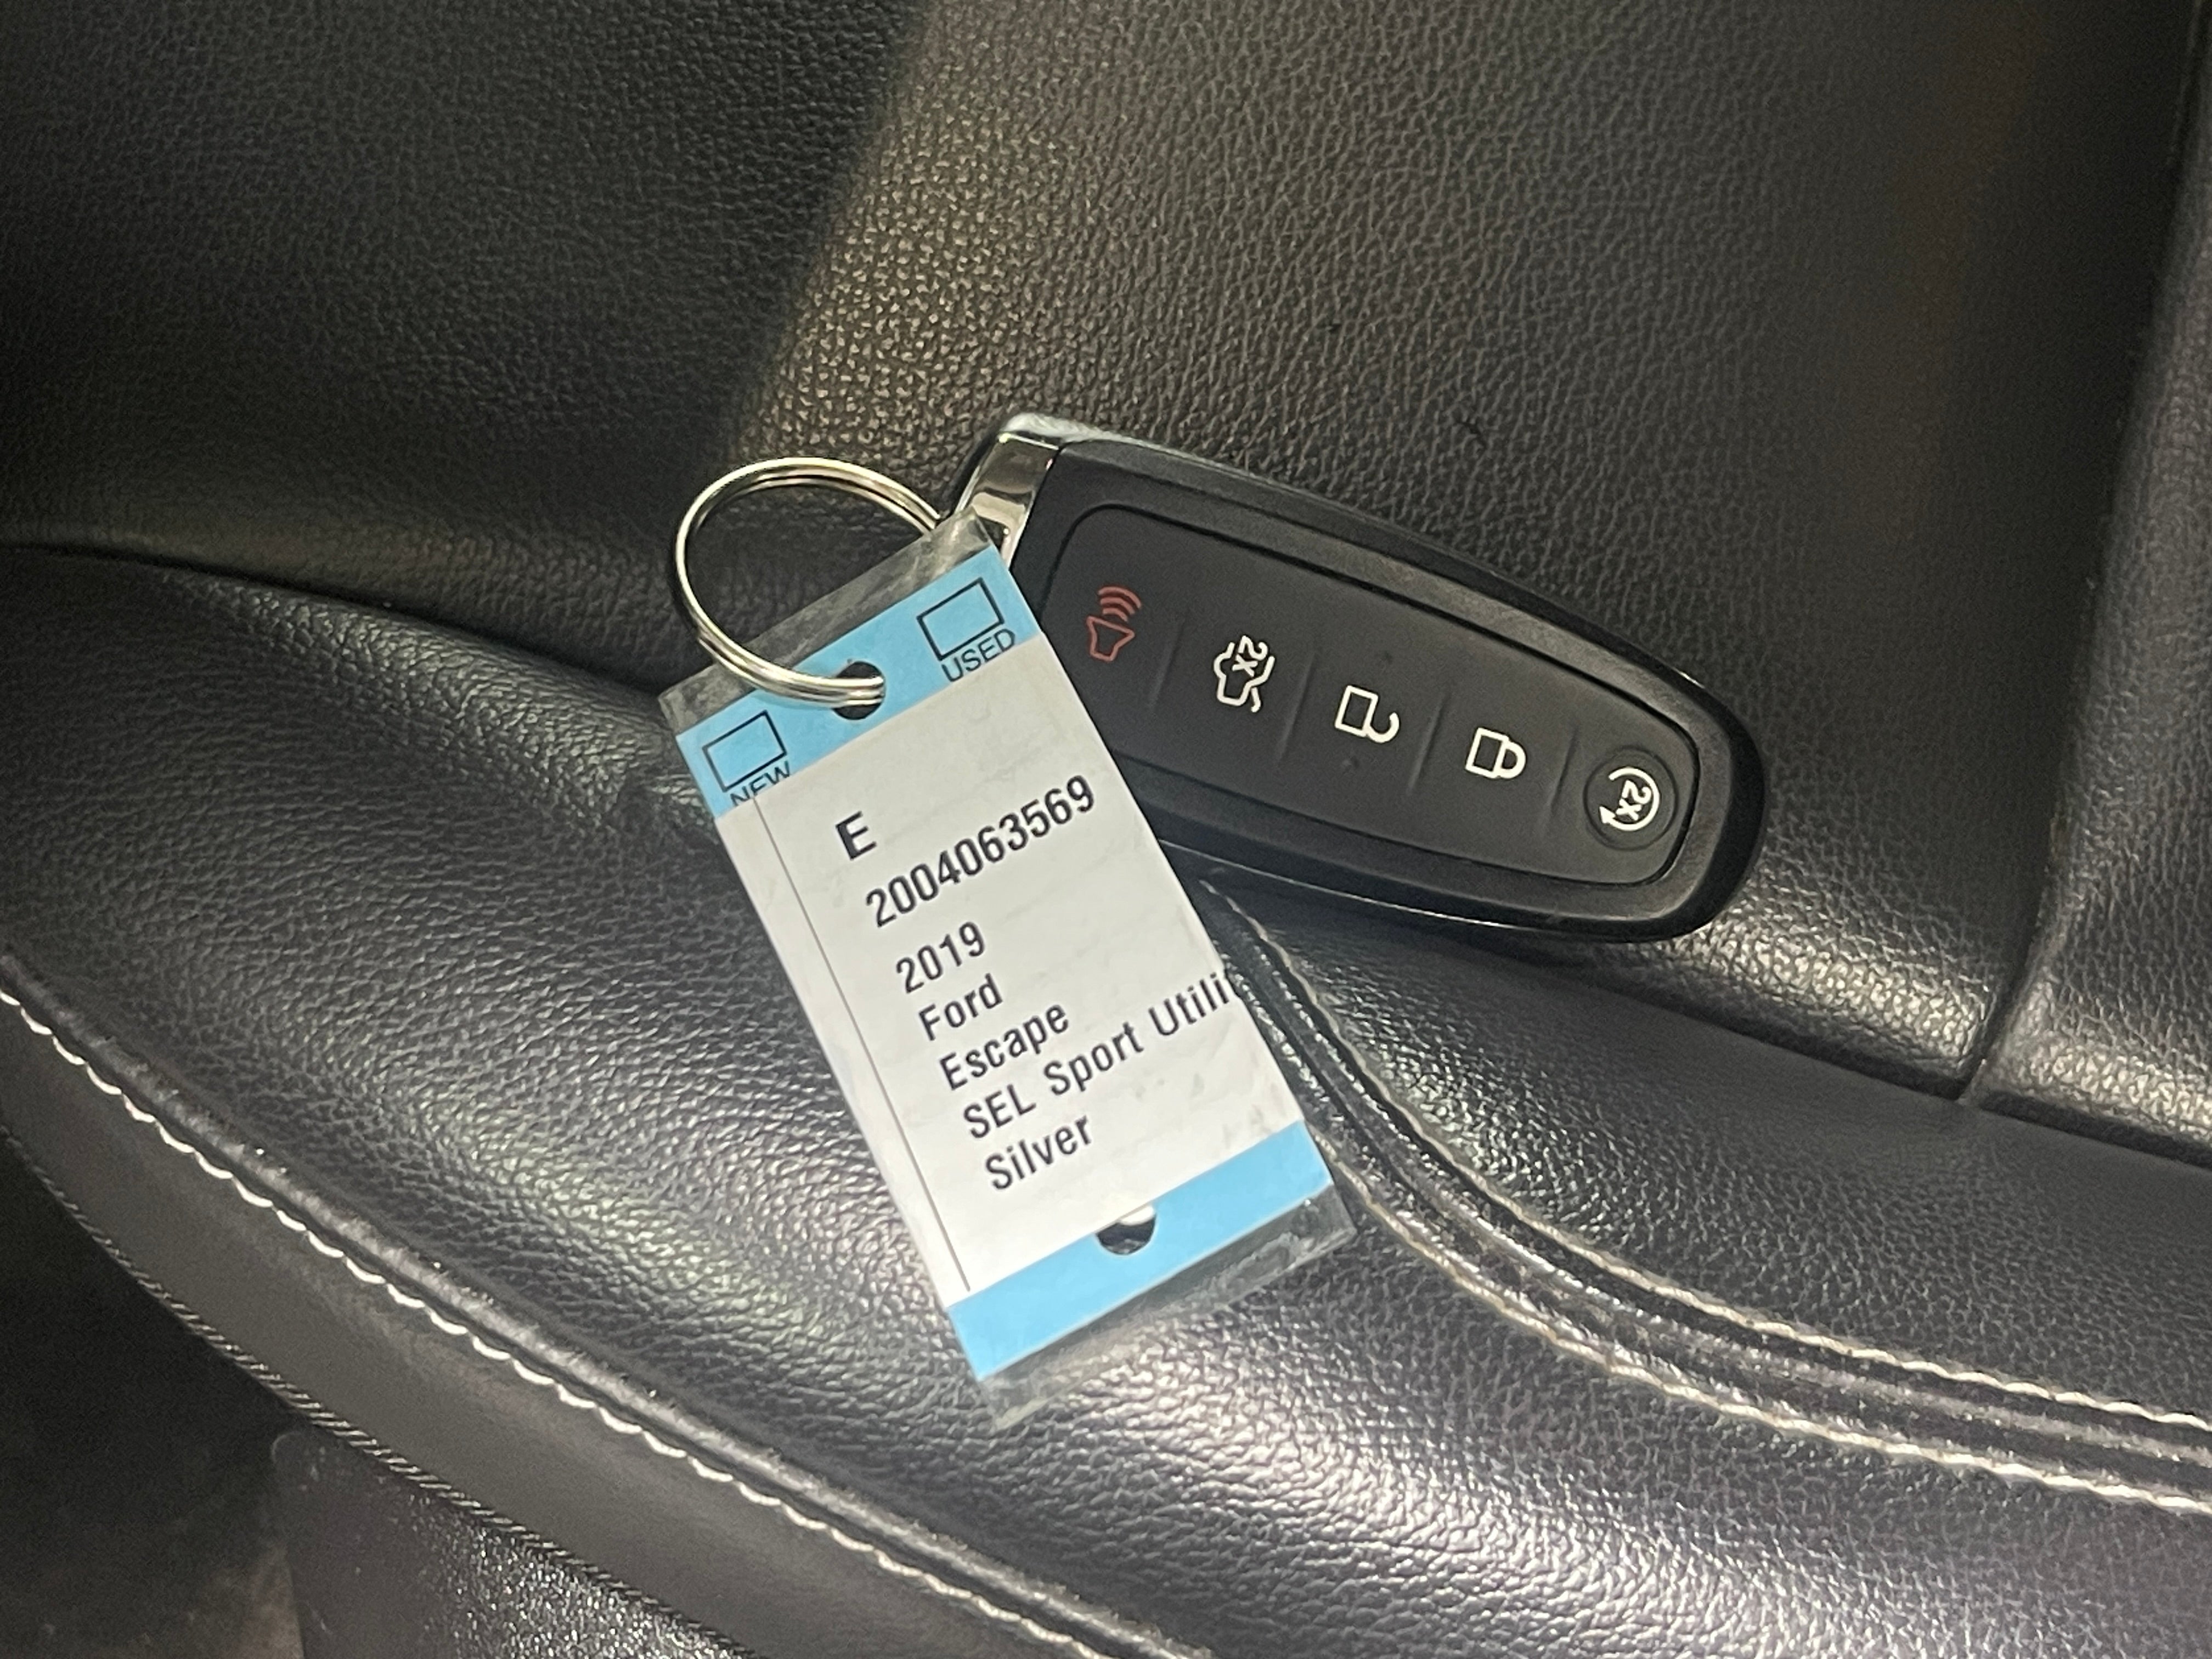 NEW
USED
E
2004063569
2019
Ford
Escape
SEL Sport Utili
Silver
2x
2x